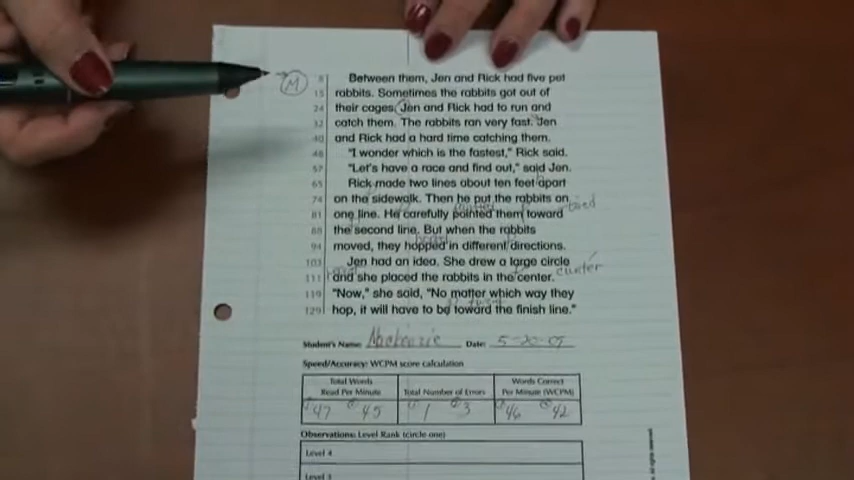 M
8 Between them, Jen and Rick had five pet
15 rabbits. Sometimes the rabbits got out of
24 their cages. Jen and Rick had to run and
32 catch them. The rabbits ran very fast. Jen
40 and Rick had a hard time catching them.
48 "I wonder which is the fastest," Rick said.
57 "Let's have a race and find out," said Jen.
65 Rick made two lines about ten feet apart
74 on the sidewalk. Then he put the rabbits on
81 one line. He carefully pointed them toward
88 the second line. But when the rabbits
94 moved, they hopped in different directions.
103 Jen had an idea. She drew a large circle
111 and she placed the rabbits in the center.
119 "Now," she said, "No matter which way they
129 hop, it will have to be toward the finish line."
Student's Name: Mackenzie Date: 5-20-09
Speed/Accuracy: WCPM score calculation
Total Words Read Per Minute Total Number of Errors Words Correct Per Minute (WCPM)
47 45 1 3 46 42
Observations: Level Rank (circle one)
Level 4
Level 3